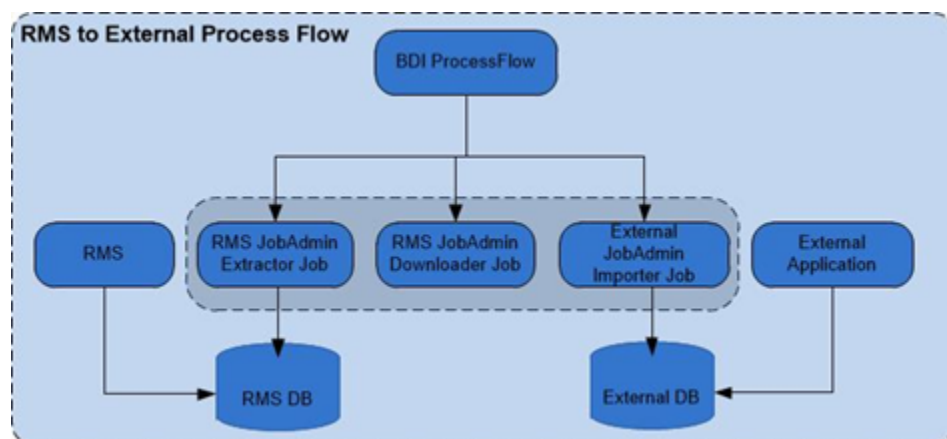 RMS to External Process Flow
BDI ProcessFlow
RMS
RMS JobAdmin
Extractor Job
RMS JobAdmin
Downloader Job
External
JobAdmin
Importer Job
External
Application
RMS DB
External DB